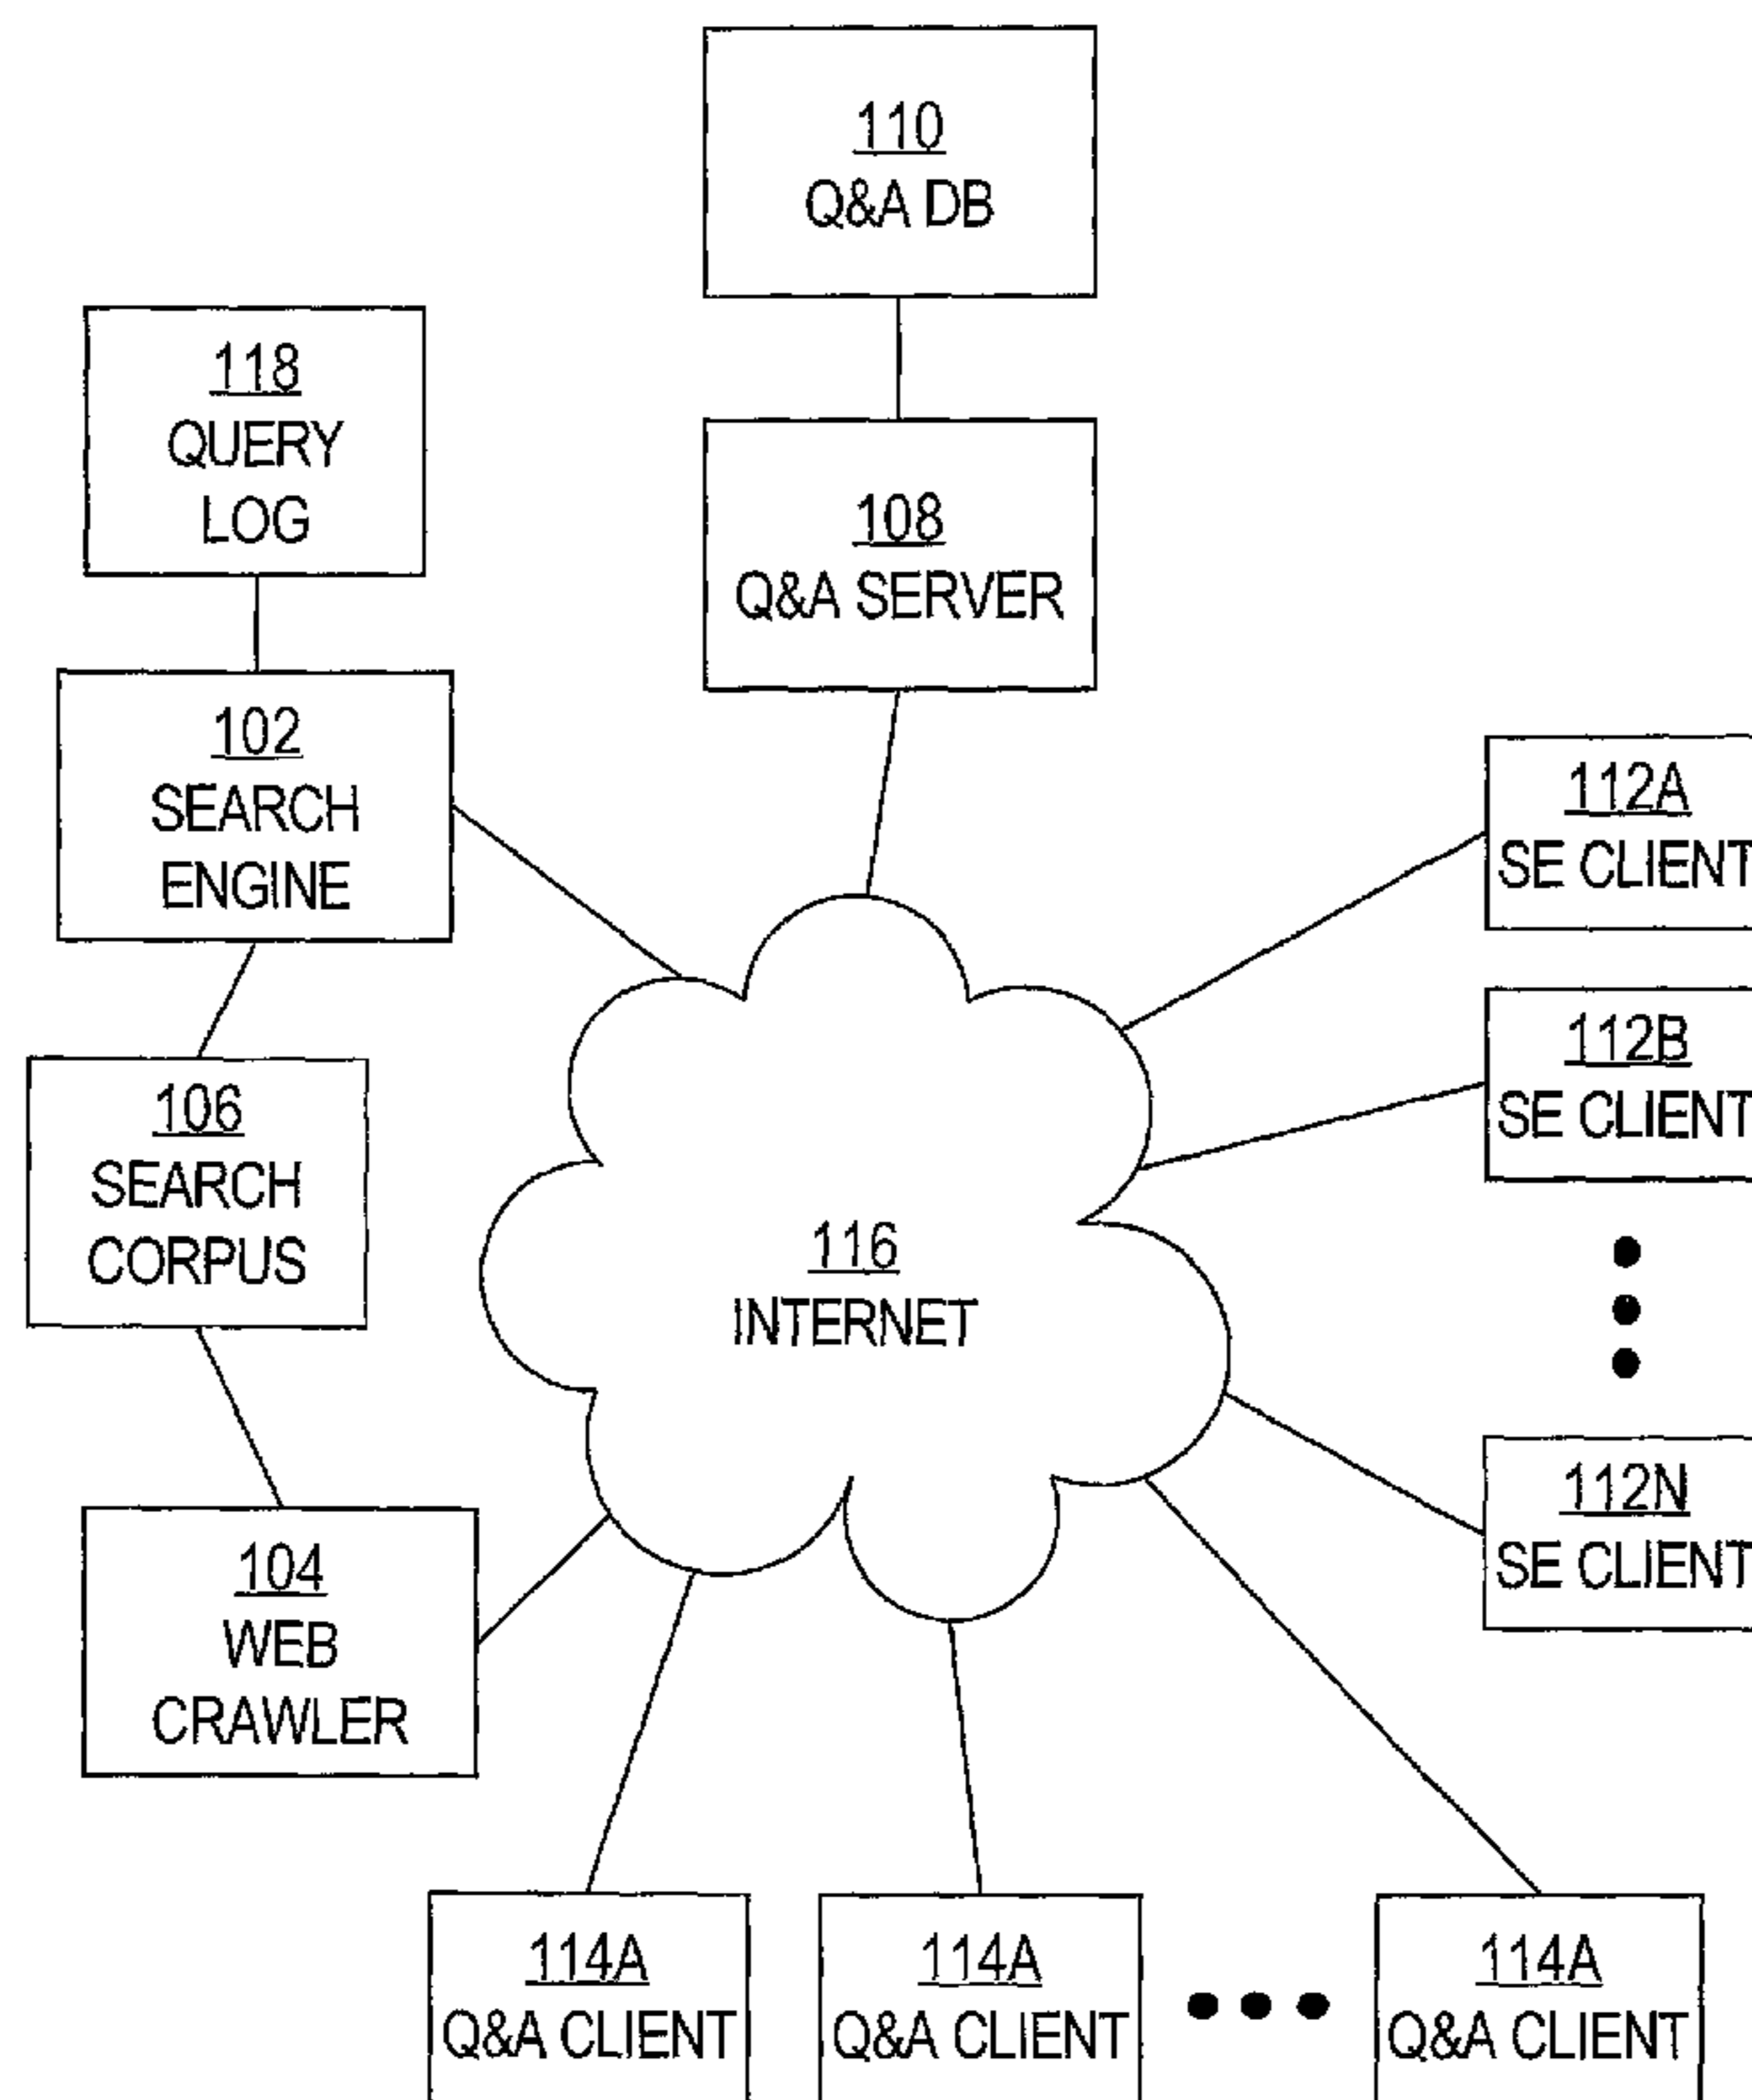 110
Q&A DB
118
QUERY
LOG
108
Q&A SERVER
102
SEARCH
ENGINE
112A
SE CLIENT
112B
SE CLIENT
106
SEARCH
CORPUS
116
INTERNET
112N
SE CLIENT
104
WEB
CRAWLER
114A
Q&A CLIENT
114A
Q&A CLIENT
114A
Q&A CLIENT